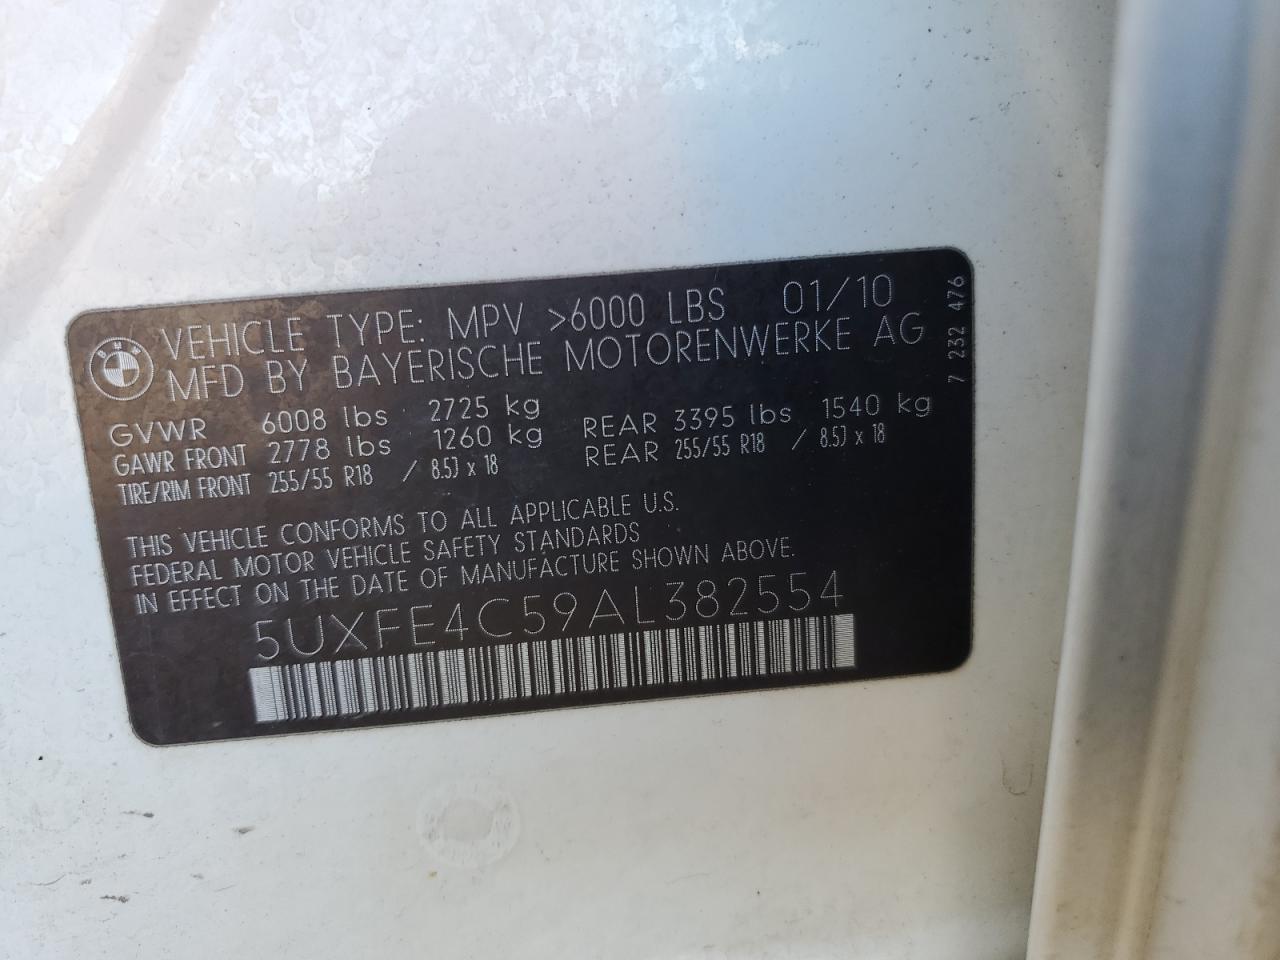 VEHICLE TYPE: MPV >6000 LBS 01/10
MFD BY BAYERISCHE MOTORENWERKE AG
GVWR 6008 lbs 2725 kg
GAWR FRONT 2778 lbs 1260 kg REAR 3395 lbs 1540 kg
TIRE/RIM FRONT 255/55 R18 / 8.5J x 18 REAR 255/55 R18 / 8.5J x 18
THIS VEHICLE CONFORMS TO ALL APPLICABLE U.S.
FEDERAL MOTOR VEHICLE SAFETY STANDARDS
IN EFFECT ON THE DATE OF MANUFACTURE SHOWN ABOVE.
5UXFE4C59AL382554
7 232 476